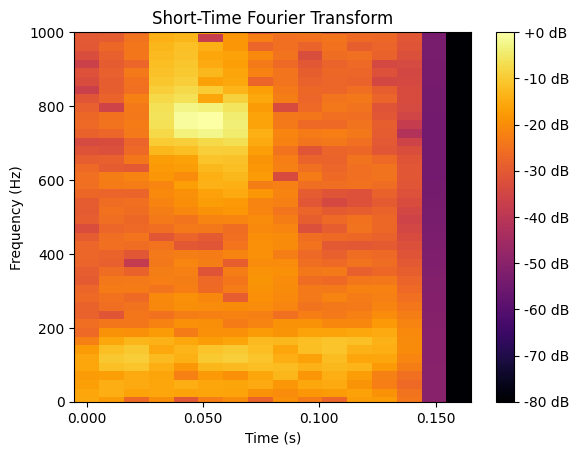 Short-Time Fourier Transform
Frequency (Hz)
1000
800
600
400
200
0
0.000
0.050
0.100
0.150
Time (s)
+0 dB
-10 dB
-20 dB
-30 dB
-40 dB
-50 dB
-60 dB
-70 dB
-80 dB